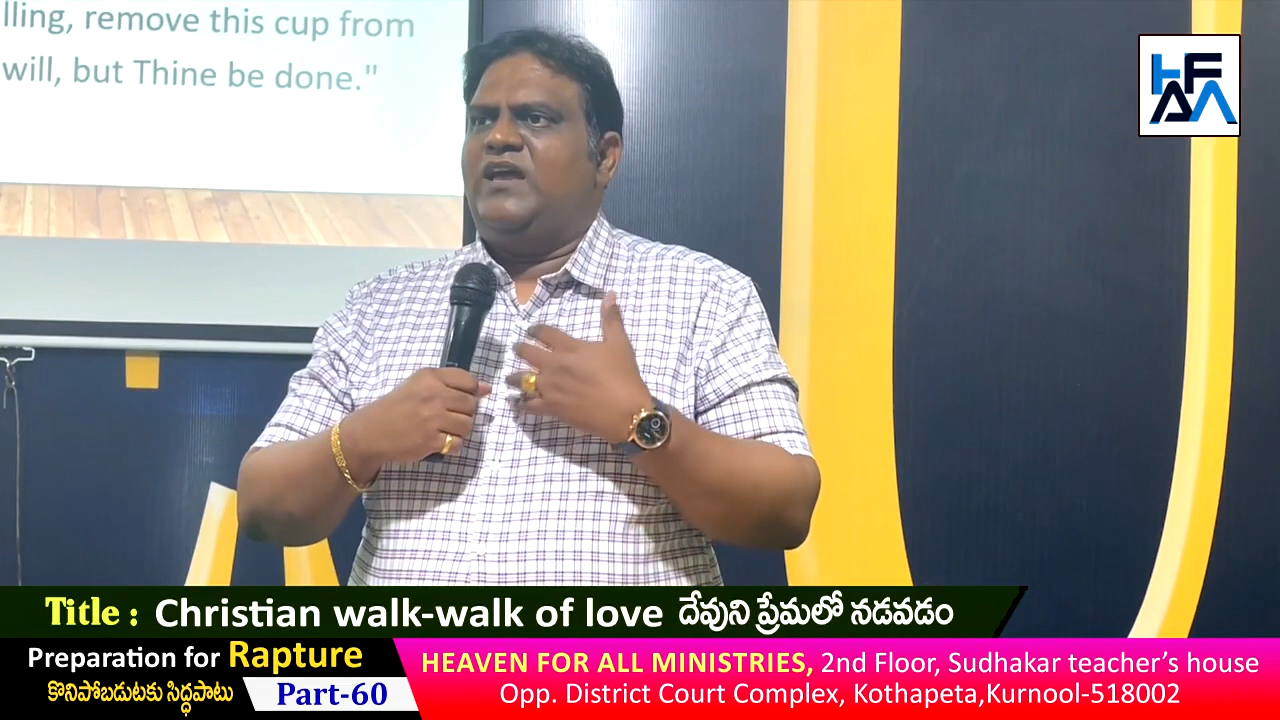 lling, remove this cup from
will, but Thine be done."
HFAM
Title : Christian walk-walk of love దేవుని ప్రేమలో నడవడం
Preparation for Rapture
కొనిపోబడుటకు సిద్ధపాటు Part-60
HEAVEN FOR ALL MINISTRIES, 2nd Floor, Sudhakar teacher's house
Opp. District Court Complex, Kothapeta,Kurnool-518002